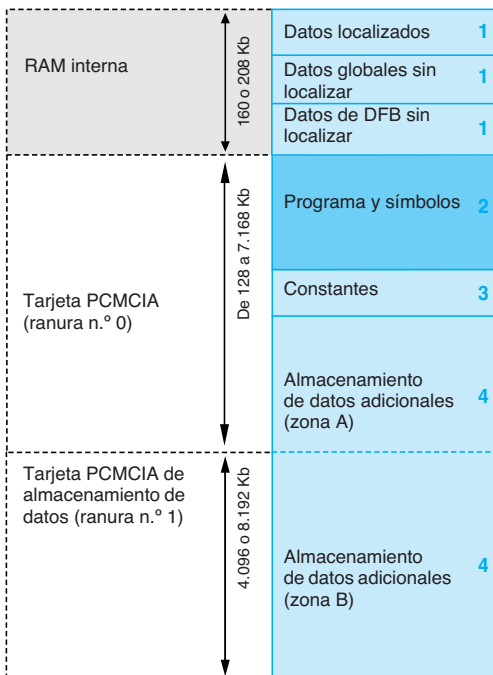 RAM interna
160 o 208 Kb
Datos localizados 1
Datos globales sin
localizar 1
Datos de DFB sin
localizar 1
Tarjeta PCMCIA
(ranura n.º 0)
De 128 a 7.168 Kb
Programa y símbolos 2
Constantes 3
Almacenamiento
de datos adicionales 4
(zona A)
Tarjeta PCMCIA de
almacenamiento de
datos (ranura n.º 1)
4.096 o 8.192 Kb
Almacenamiento
de datos adicionales 4
(zona B)